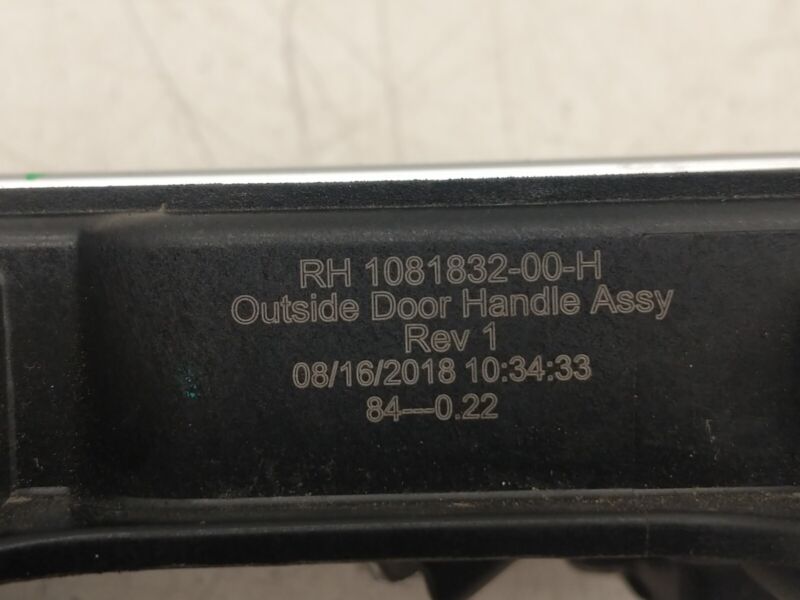 RH 1081832-00-H
Outside Door Handle Assy
Rev 1
08/16/2018 10:34:33
84---0.22